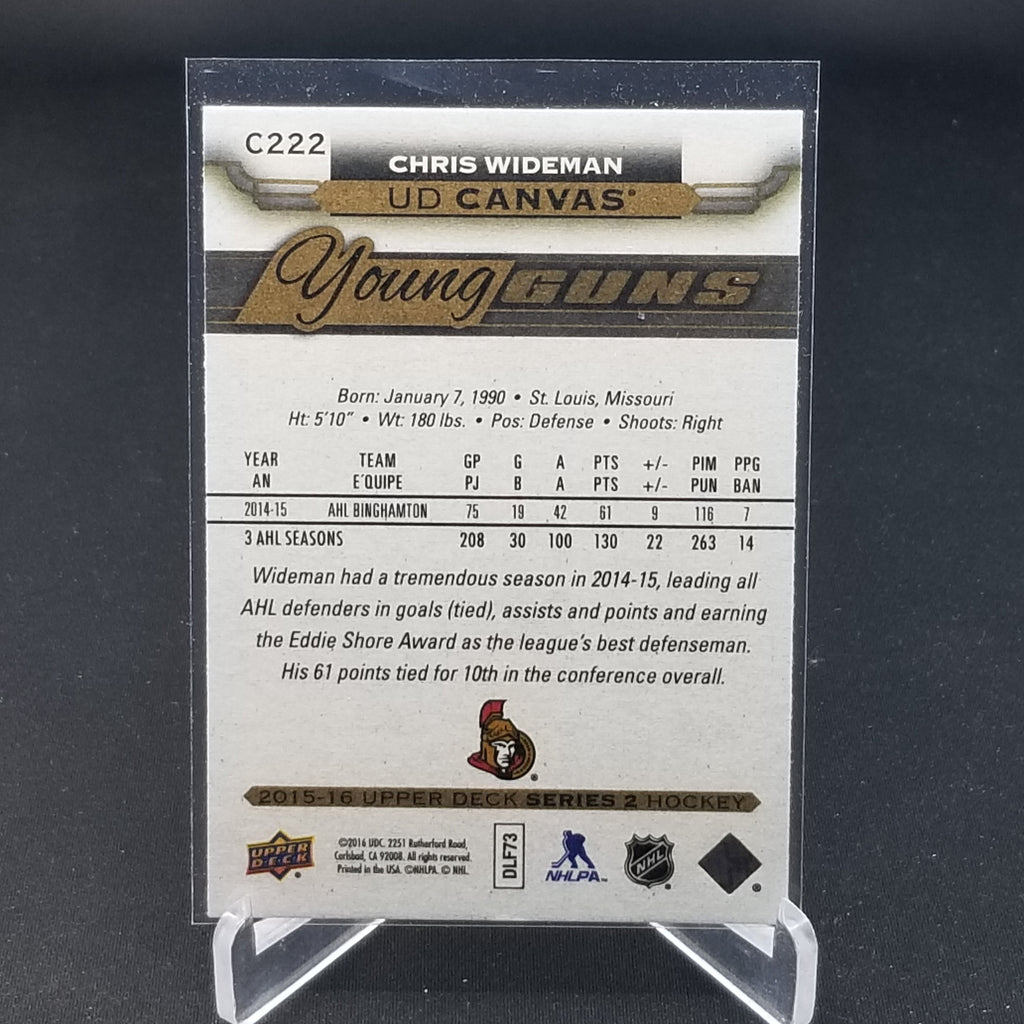 C222
CHRIS WIDEMAN
UD CANVAS®
Young GUNS
Born: January 7, 1990 • St. Louis, Missouri
Ht: 5'10" • Wt: 180 lbs. • Pos: Defense • Shoots: Right
YEAR TEAM GP G A PTS +/- PIM PPG
AN E´QUIPE PJ B A PTS +/- PUN BAN
2014-15 AHL BINGHAMTON 75 19 42 61 9 116 7
3 AHL SEASONS 208 30 100 130 22 263 14
Wideman had a tremendous season in 2014-15, leading all
AHL defenders in goals (tied), assists and points and earning
the Eddie Shore Award as the league's best defenseman.
His 61 points tied for 10th in the conference overall.
2015-16 UPPER DECK SERIES 2 HOCKEY
UPPER DECK
©2016 UDC. 2251 Rutherford Road,
Carlsbad, CA 92008. All rights reserved.
Printed in the USA. ©NHLPA. © NHL.
DLF73
NHLPA™
NHL